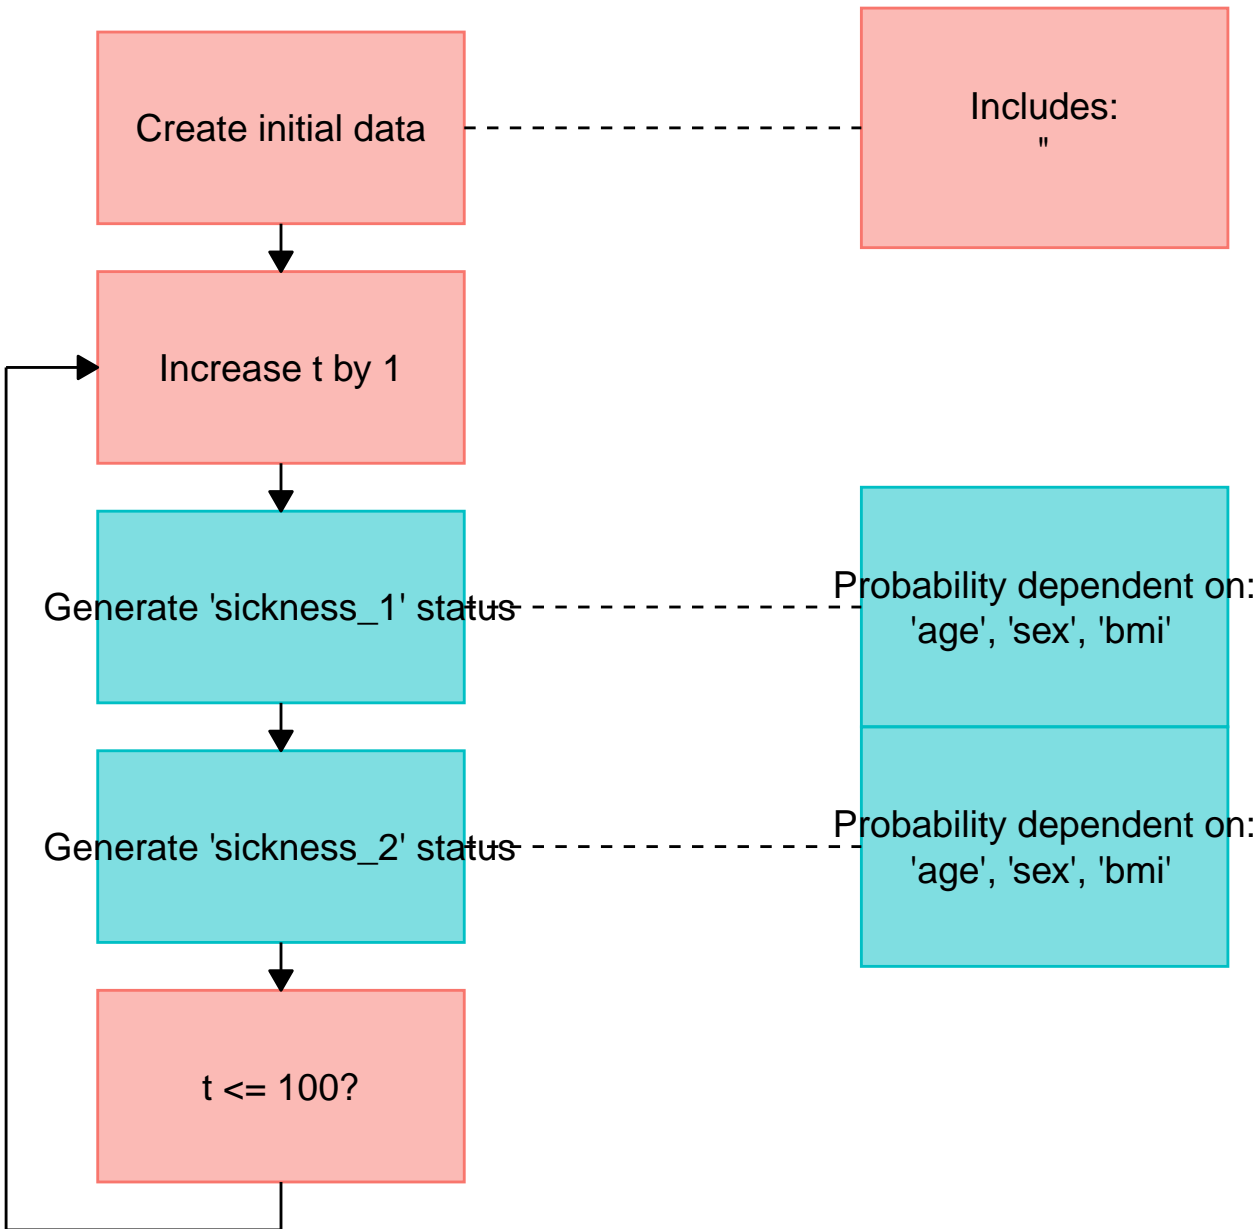 Create initial data
Includes:
''
Increase t by 1
Generate 'sickness_1' status
Probability dependent on:
'age', 'sex', 'bmi'
Generate 'sickness_2' status
Probability dependent on:
'age', 'sex', 'bmi'
t <= 100?